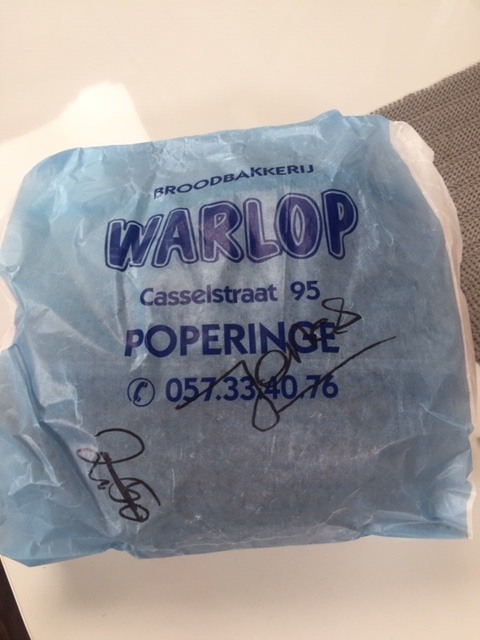 BROODBAKKERIJ
WARLOP
Casselstraat 95
POPERINGE
✆ 057.33.40.76